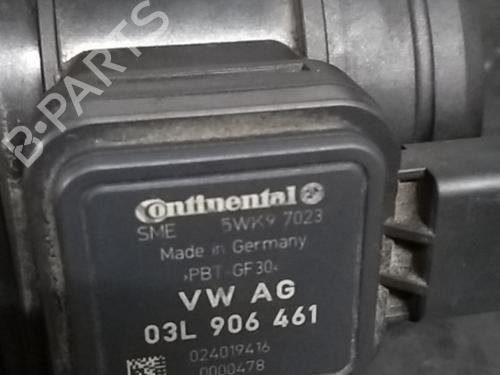 B-PARTS
Continental
SME 5WK9 7023
Made in Germany
>PBT-GF30<
VW AG
03L 906 461
024019416
0000478